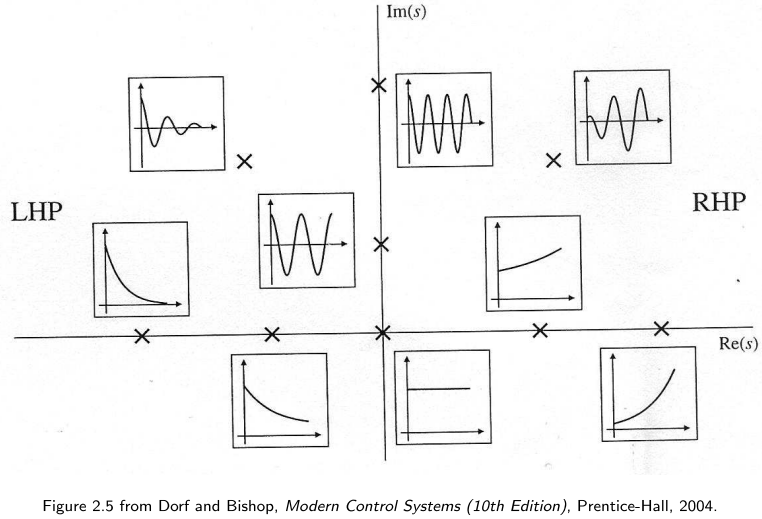 Im(s)
LHP
RHP
Re(s)
Figure 2.5 from Dorf and Bishop, Modern Control Systems (10th Edition), Prentice-Hall, 2004.